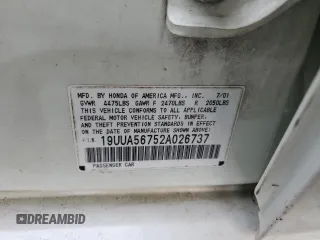 MFD. BY HONDA OF AMERICA MFG., INC. 7/01
GVWR 4475LBS GAWR F 2470LBS R 2050LBS
THIS VEHICLE CONFORMS TO ALL APPLICABLE
FEDERAL MOTOR VEHICLE SAFETY, BUMPER,
AND THEFT PREVENTION STANDARDS IN EFFECT ON THE
DATE OF MANUFACTURE SHOWN ABOVE.
V.I.N. 19UUA56752A026737
PASSENGER CAR